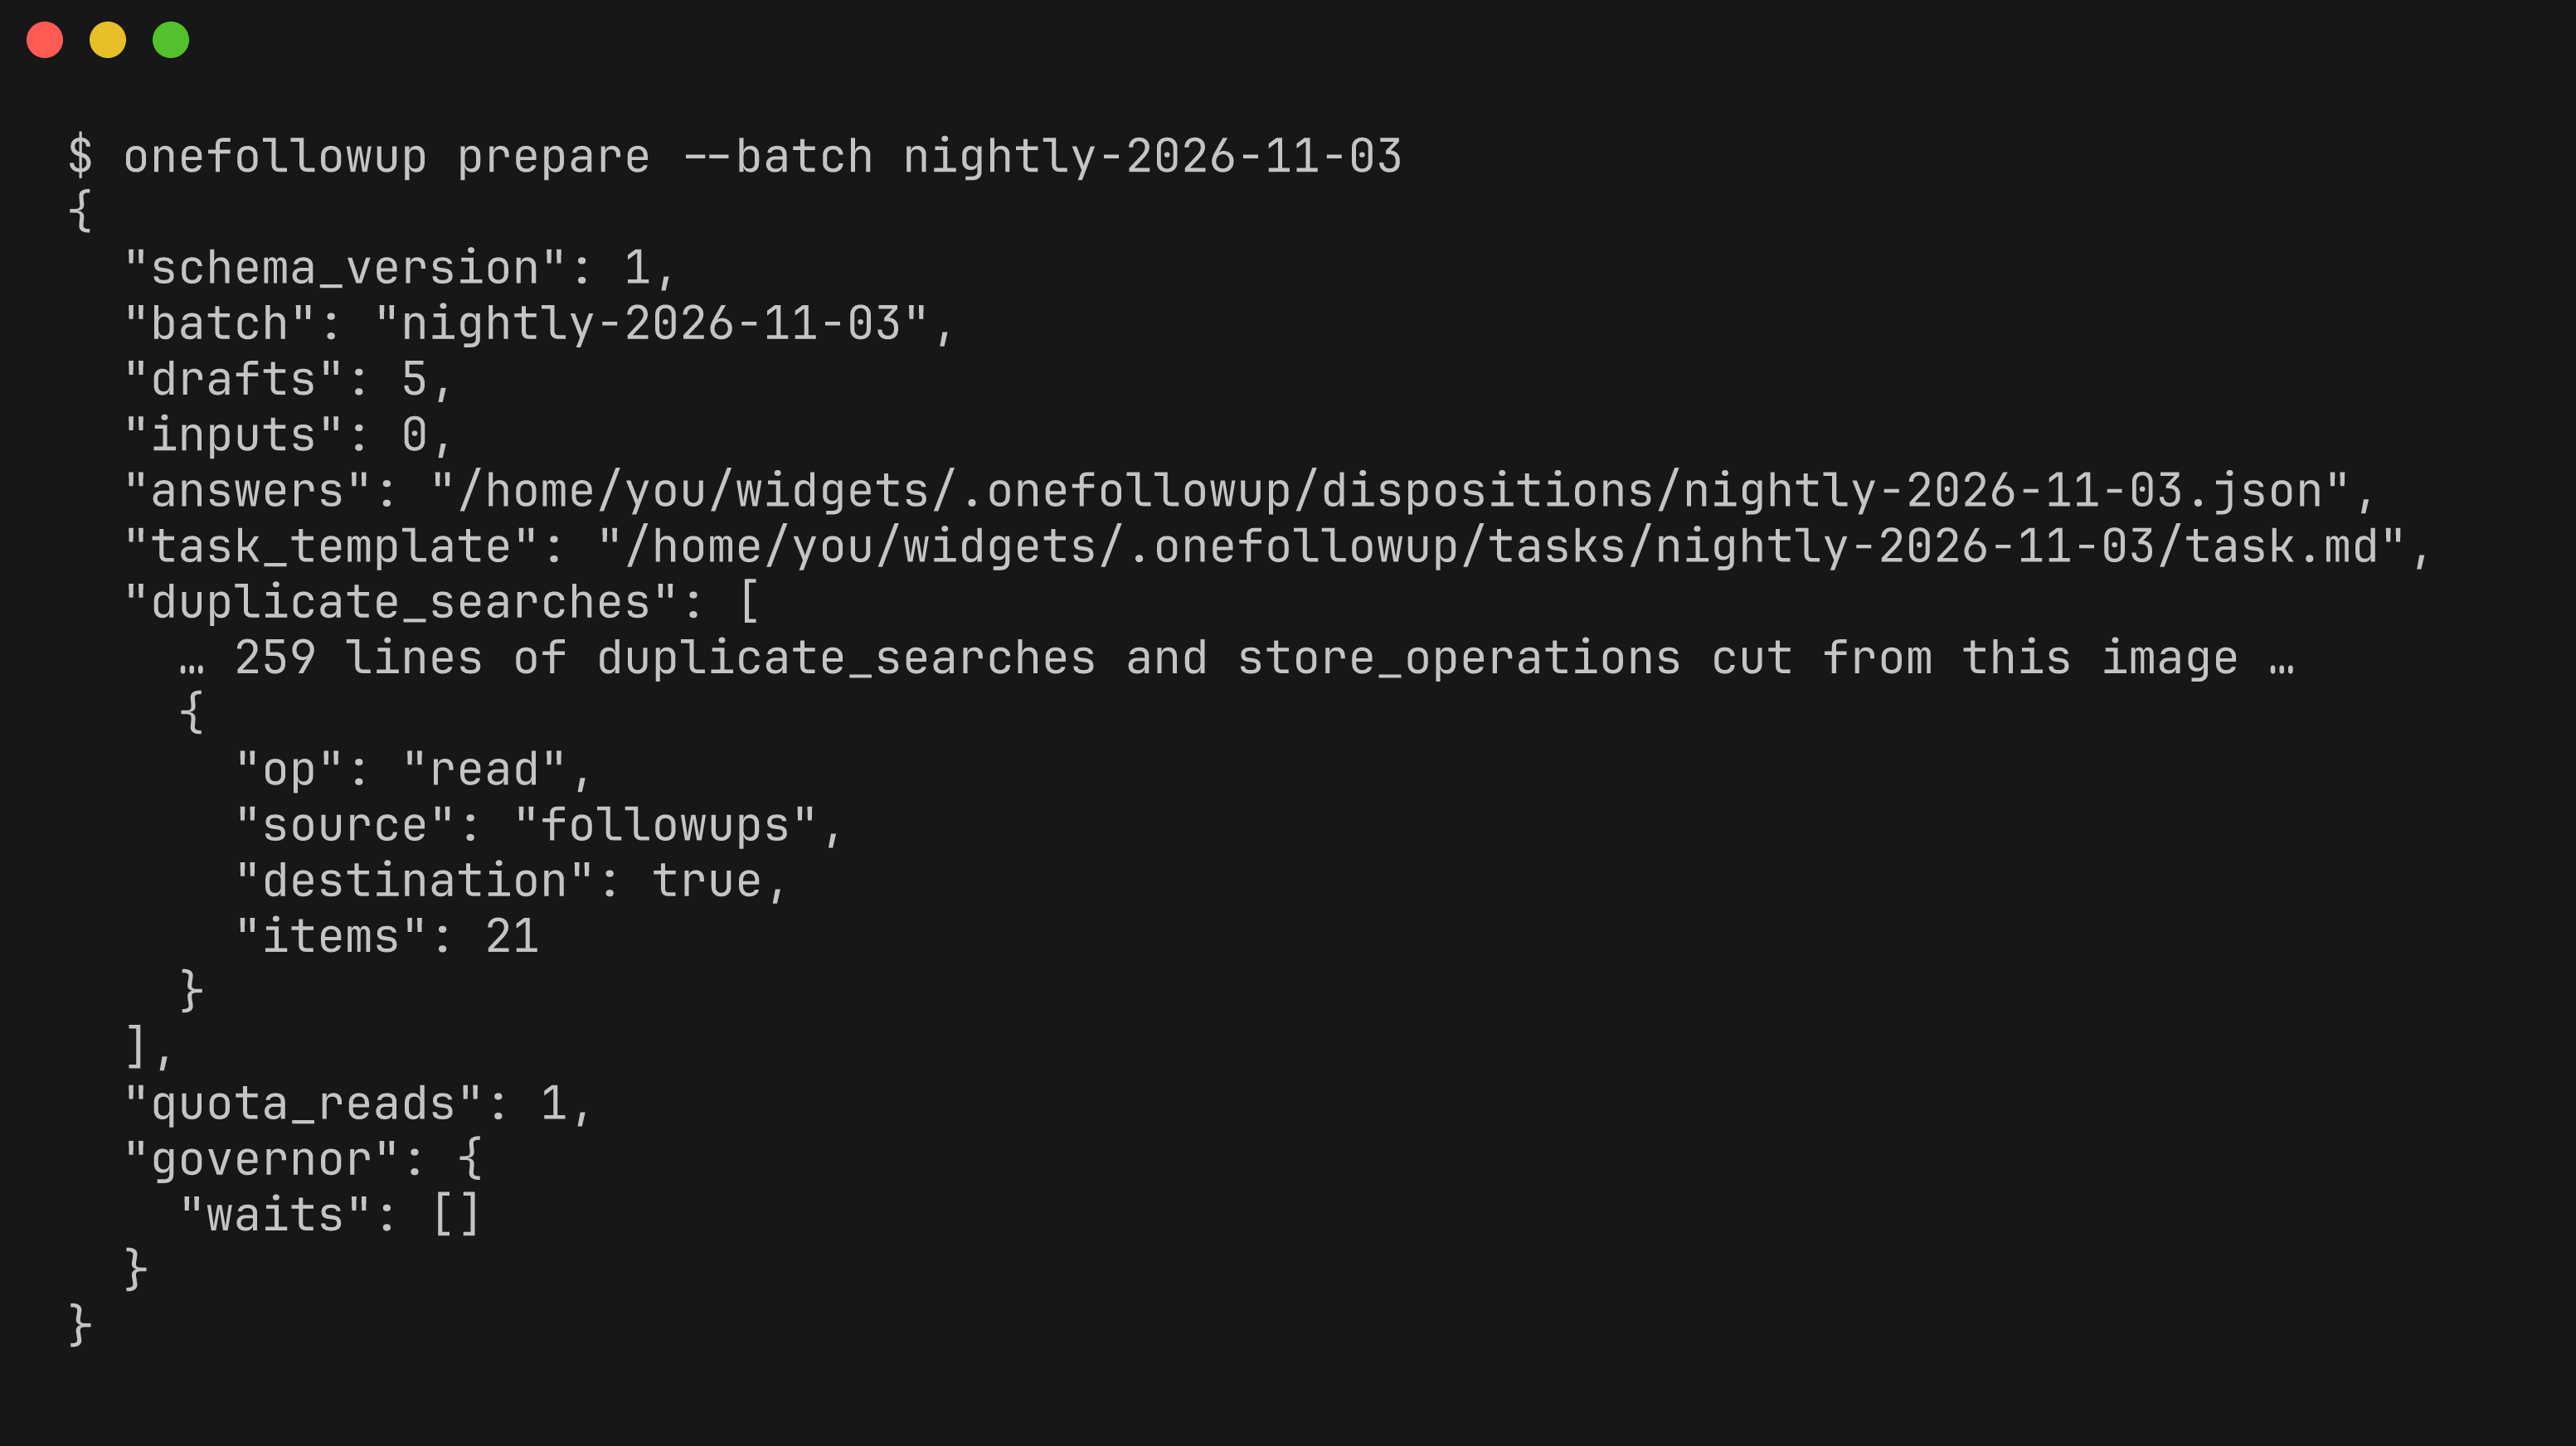 $ onefollowup prepare --batch nightly-2026-11-03
{
  "schema_version": 1,
  "batch": "nightly-2026-11-03",
  "drafts": 5,
  "inputs": 0,
  "answers": "/home/you/widgets/.onefollowup/dispositions/nightly-2026-11-03.json",
  "task_template": "/home/you/widgets/.onefollowup/tasks/nightly-2026-11-03/task.md",
  "duplicate_searches": [
    … 259 lines of duplicate_searches and store_operations cut from this image …
    {
      "op": "read",
      "source": "followups",
      "destination": true,
      "items": 21
    }
  ],
  "quota_reads": 1,
  "governor": {
    "waits": []
  }
}